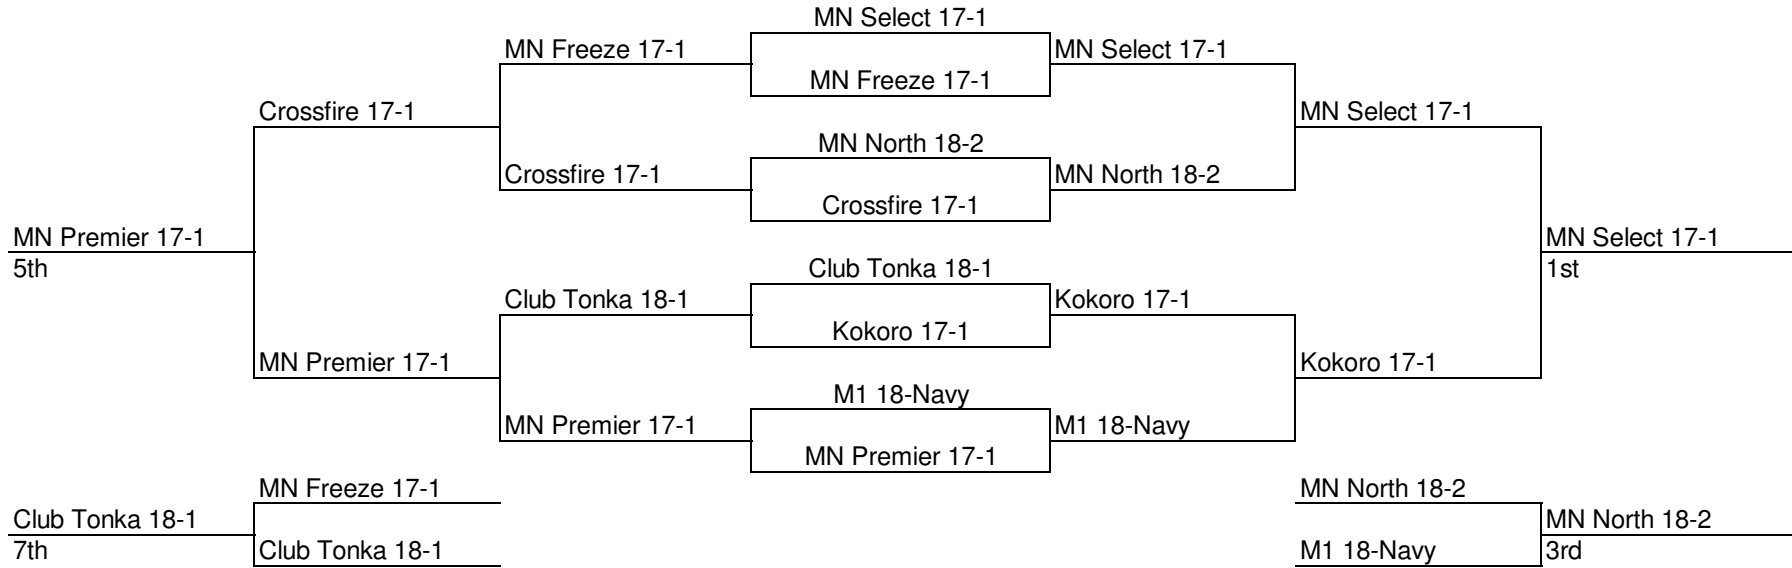 MN Select 17-1
MN Freeze 17-1
MN Select 17-1
MN Freeze 17-1
Crossfire 17-1
MN Select 17-1
MN North 18-2
Crossfire 17-1
MN North 18-2
Crossfire 17-1
MN Premier 17-1
MN Select 17-1
5th
Club Tonka 18-1
1st
Club Tonka 18-1
Kokoro 17-1
Kokoro 17-1
MN Premier 17-1
Kokoro 17-1
M1 18-Navy
MN Premier 17-1
M1 18-Navy
MN Premier 17-1
MN Freeze 17-1
MN North 18-2
Club Tonka 18-1
MN North 18-2
7th
Club Tonka 18-1
M1 18-Navy
3rd